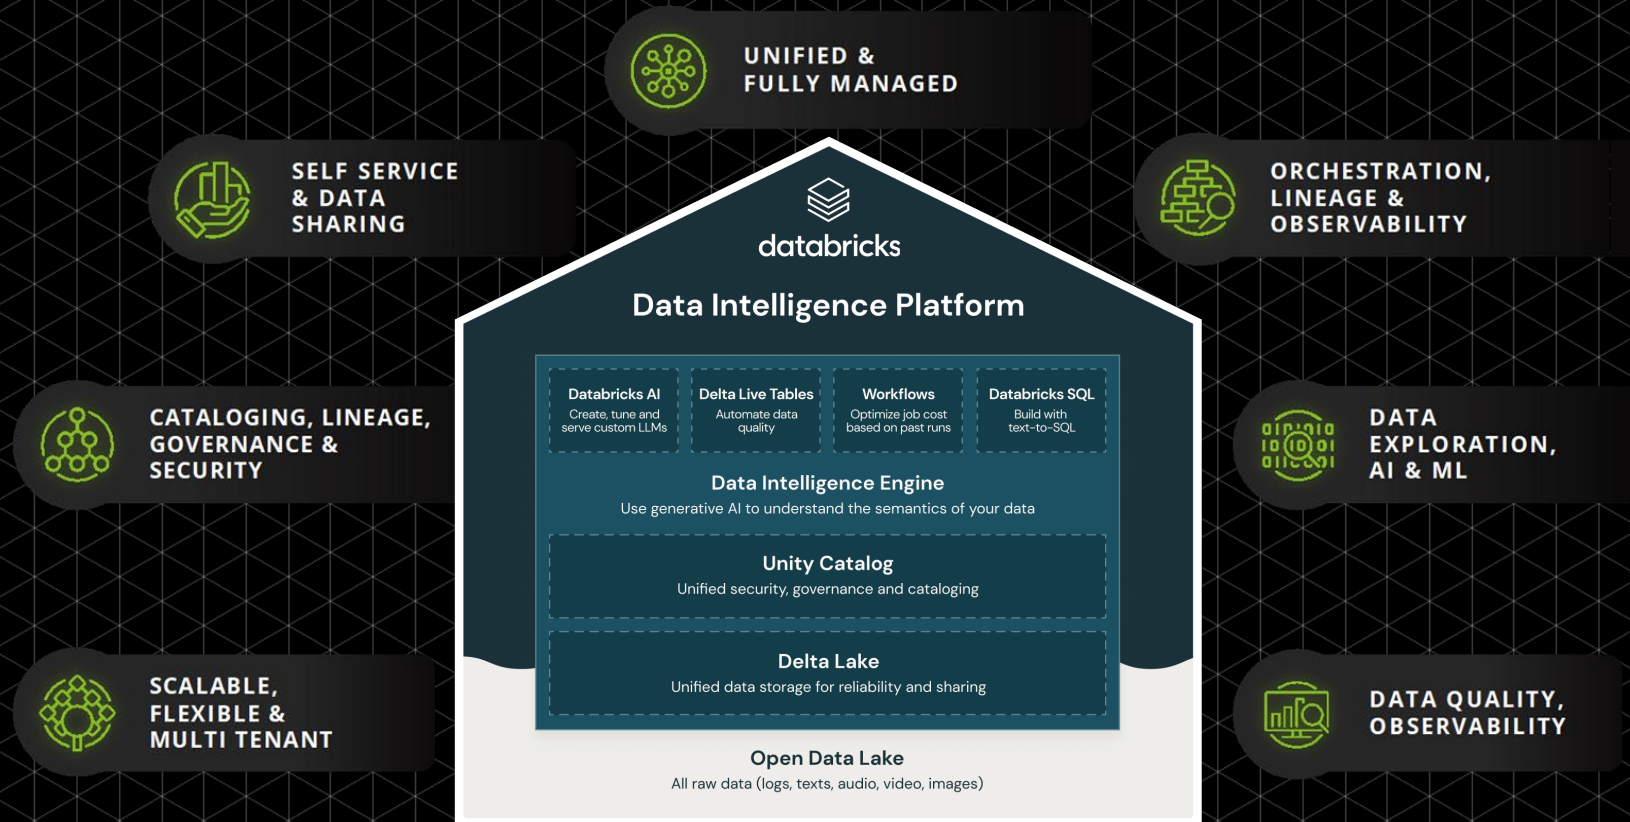 UNIFIED &
FULLY MANAGED
SELF SERVICE
& DATA
SHARING
ORCHESTRATION,
LINEAGE &
OBSERVABILITY
databricks
Data Intelligence Platform
CATALOGING, LINEAGE,
GOVERNANCE &
SECURITY
Databricks AI
Create, tune and
serve custom LLMs
Delta Live Tables
Automate data
quality
Workflows
Optimize job cost
based on past runs
Databricks SQL
Build with
text-to-SQL
DATA
EXPLORATION,
AI & ML
Data Intelligence Engine
Use generative AI to understand the semantics of your data
Unity Catalog
Unified security, governance and cataloging
Delta Lake
Unified data storage for reliability and sharing
SCALABLE,
FLEXIBLE &
MULTI TENANT
DATA QUALITY,
OBSERVABILITY
Open Data Lake
All raw data (logs, texts, audio, video, images)